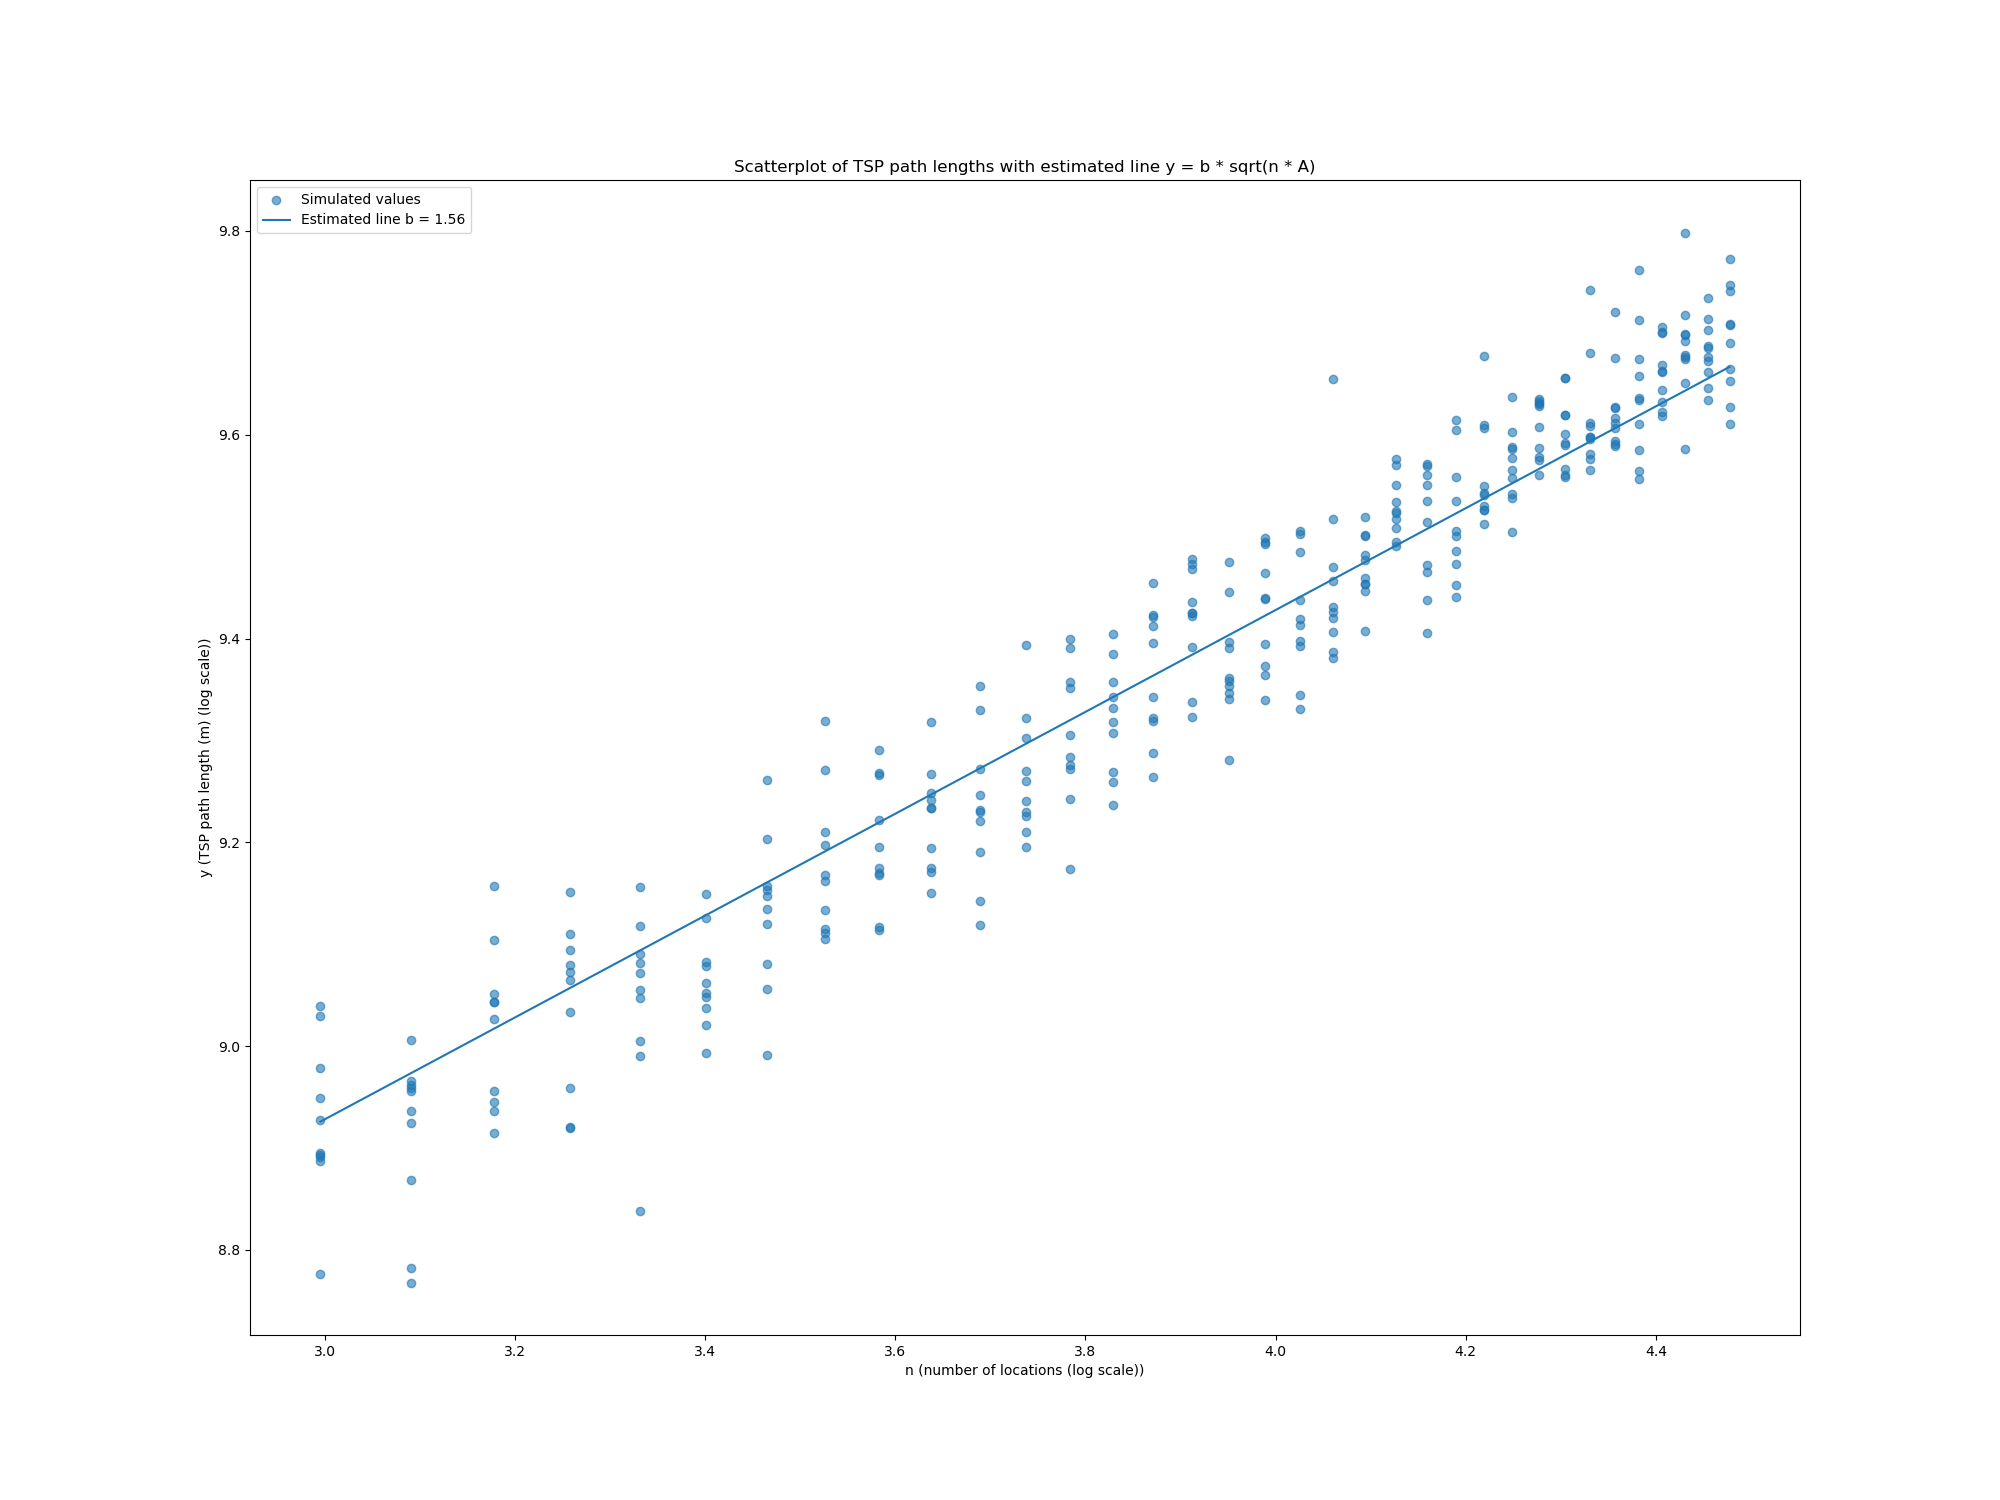 Scatterplot of TSP path lengths with estimated line y = b * sqrt(n * A)
Simulated values
Estimated line b = 1.56
9.8
9.6
9.4
9.2
9.0
8.8
y (TSP path length (m) (log scale))
3.0 3.2 3.4 3.6 3.8 4.0 4.2 4.4
n (number of locations (log scale))